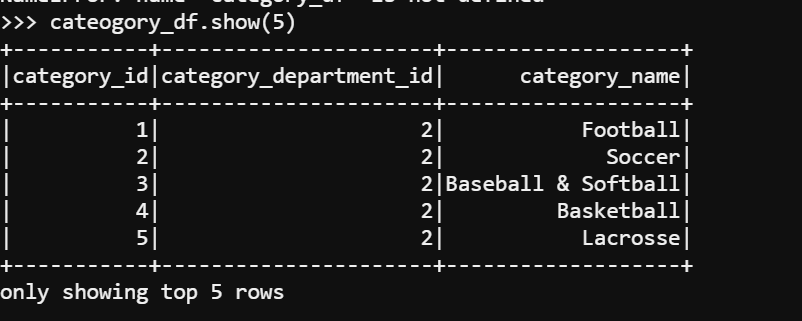 NameError: name 'category_df' is not defined
>>> cateogory_df.show(5)
+-----------+----------------------+-------------------+
|category_id|category_department_id|      category_name|
+-----------+----------------------+-------------------+
|          1|                     2|           Football|
|          2|                     2|             Soccer|
|          3|                     2|Baseball & Softball|
|          4|                     2|         Basketball|
|          5|                     2|           Lacrosse|
+-----------+----------------------+-------------------+
only showing top 5 rows